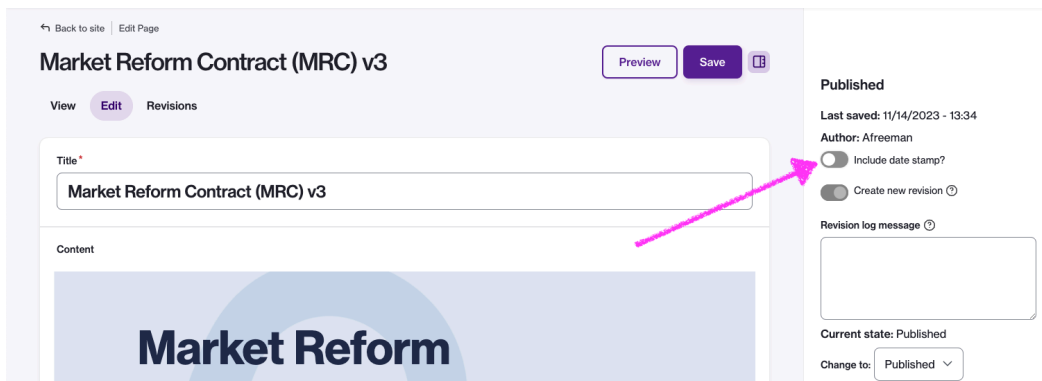 Back to site Edit Page
Market Reform Contract (MRC) v3
Preview Save
View Edit Revisions
Title *
Market Reform Contract (MRC) v3
Content
Market Reform
Published
Last saved: 11/14/2023 - 13:34
Author: Afreeman
Include date stamp?
Create new revision ?
Revision log message ?
Current state: Published
Change to: Published